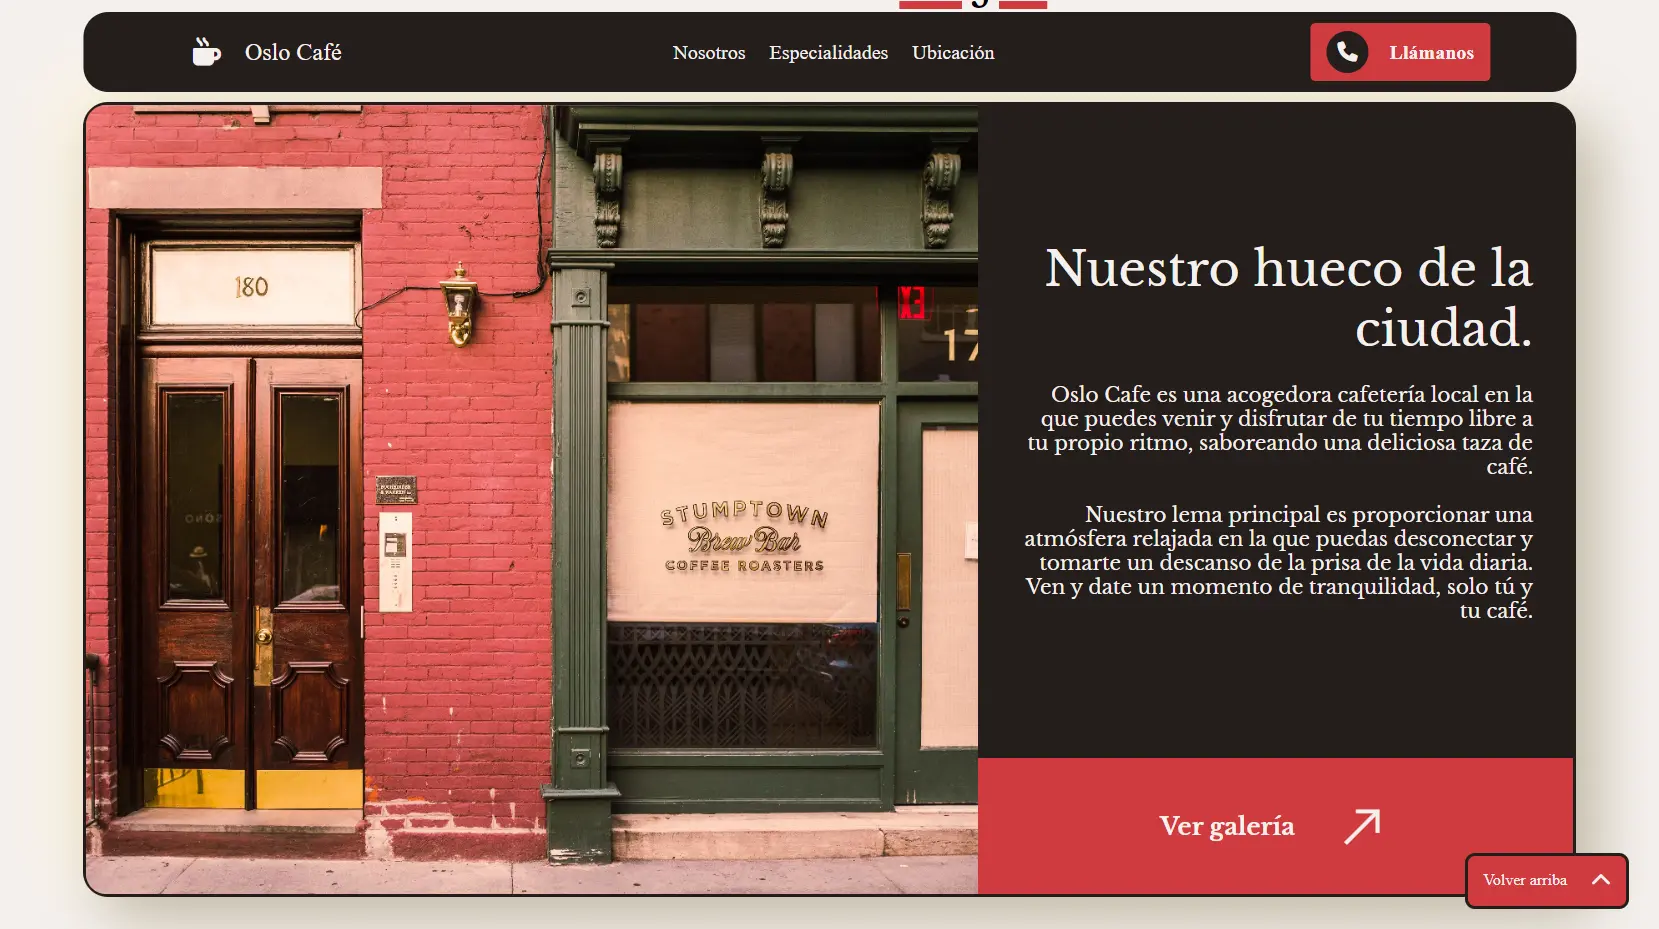 Oslo Café
Nosotros
Especialidades
Ubicación
Llámanos
180
STUMPTOWN
Brew Bar
COFFEE ROASTERS
17
Nuestro hueco de la
ciudad.
Oslo Cafe es una acogedora cafetería local en la
que puedes venir y disfrutar de tu tiempo libre a
tu propio ritmo, saboreando una deliciosa taza de
café.
Nuestro lema principal es proporcionar una
atmósfera relajada en la que puedas desconectar y
tomarte un descanso de la prisa de la vida diaria.
Ven y date un momento de tranquilidad, solo tú y
tu café.
Ver galería
Volver arriba